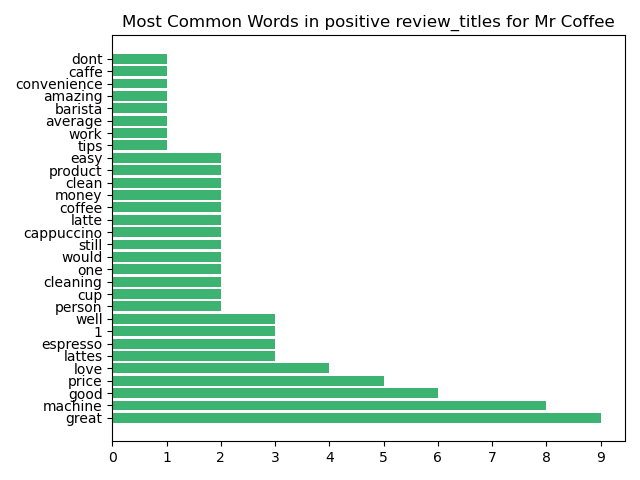 Most Common Words in positive review_titles for Mr Coffee
dont
caffe
convenience
amazing
barista
average
work
tips
easy
product
clean
money
coffee
latte
cappuccino
still
would
one
cleaning
cup
person
well
1
espresso
lattes
love
price
good
machine
great
0 1 2 3 4 5 6 7 8 9